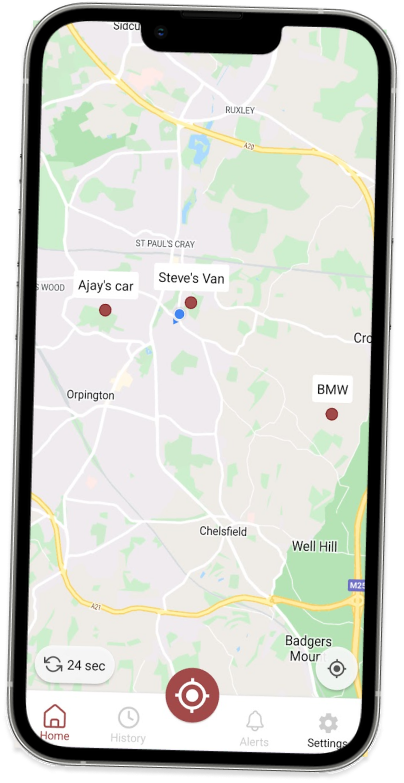 Sidcu
RUXLEY
A20
ST PAUL'S CRAY
Steve's Van
Ajay's car
S WOOD
Cro
BMW
Orpington
Chelsfield
Well Hill
M25
A21
Badgers
Mour
24 sec
Home
History
Alerts
Settings